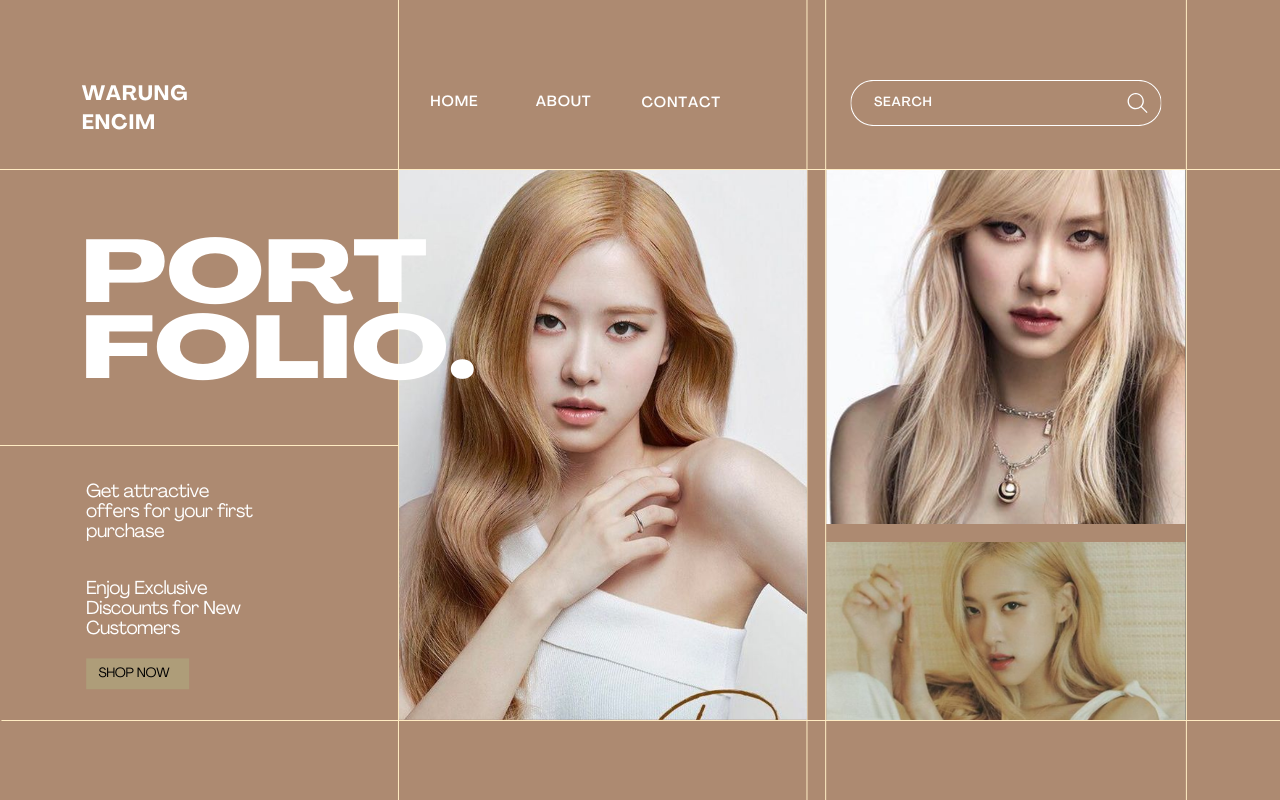 WARUNG
ENCIM
HOME
ABOUT
CONTACT
SEARCH
PORT
FOLIO.
Get attractive
offers for your first
purchase
Enjoy Exclusive
Discounts for New
Customers
SHOP NOW